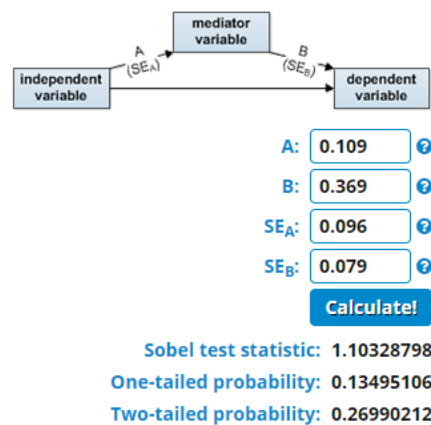 mediator
variable
A
(SEA)
B
(SEB)
independent
variable
dependent
variable
A: 0.109 ?
B: 0.369 ?
SEA: 0.096 ?
SEB: 0.079 ?
Calculate!
Sobel test statistic: 1.10328798
One-tailed probability: 0.13495106
Two-tailed probability: 0.26990212